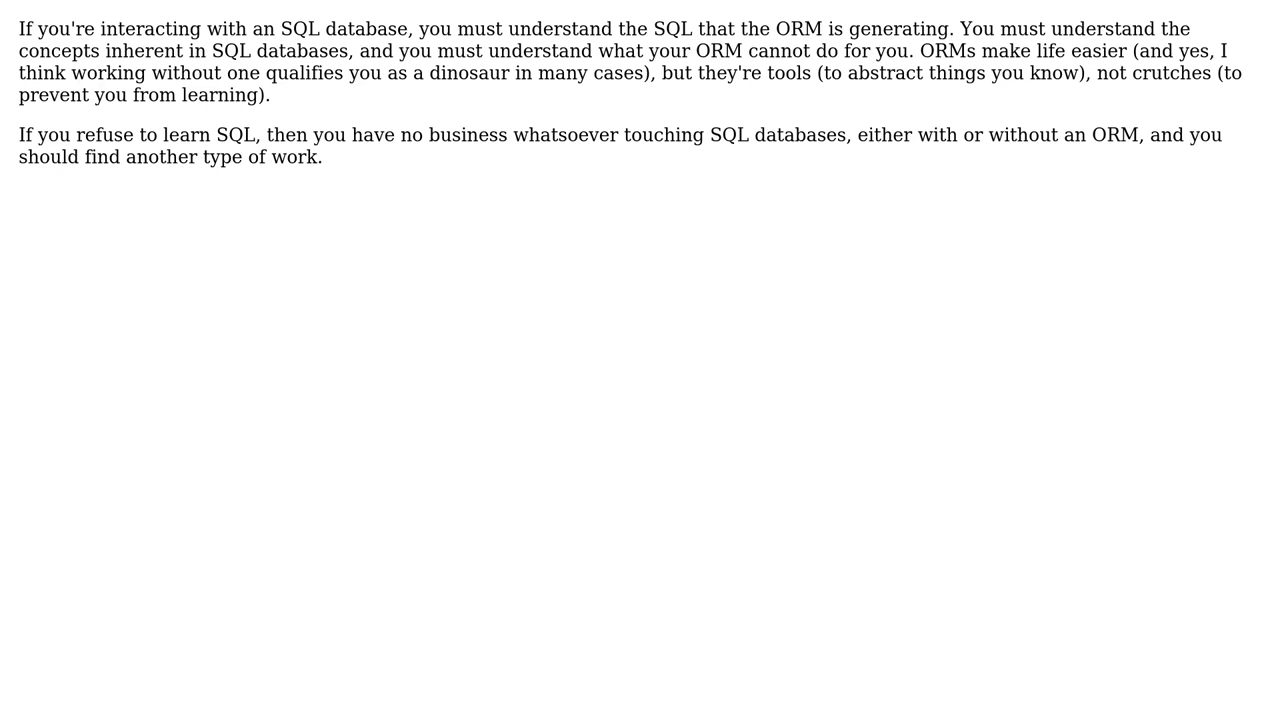 If you're interacting with an SQL database, you must understand the SQL that the ORM is generating. You must understand the
concepts inherent in SQL databases, and you must understand what your ORM cannot do for you. ORMs make life easier (and yes, I
think working without one qualifies you as a dinosaur in many cases), but they're tools (to abstract things you know), not crutches (to
prevent you from learning).
If you refuse to learn SQL, then you have no business whatsoever touching SQL databases, either with or without an ORM, and you
should find another type of work.